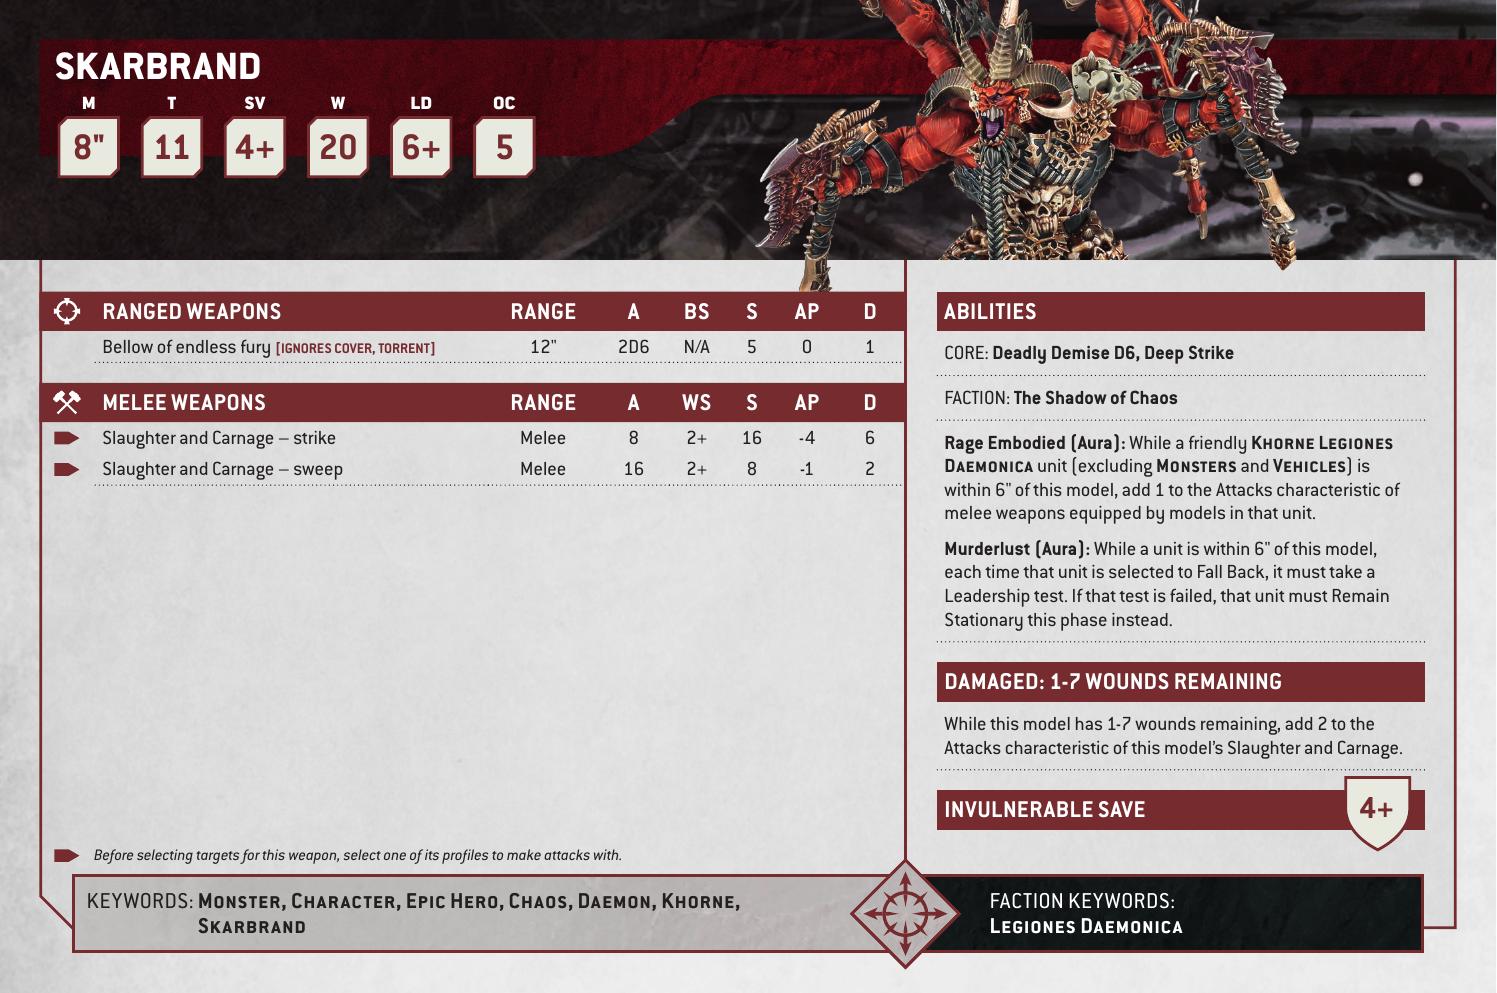 SKARBRAND
M T SV W LD OC
8" 11 4+ 20 6+ 5
RANGED WEAPONS RANGE A BS S AP D
Bellow of endless fury [IGNORES COVER, TORRENT] 12" 2D6 N/A 5 0 1
MELEE WEAPONS RANGE A WS S AP D
Slaughter and Carnage – strike Melee 8 2+ 16 -4 6
Slaughter and Carnage – sweep Melee 16 2+ 8 -1 2
Before selecting targets for this weapon, select one of its profiles to make attacks with.
ABILITIES
CORE: Deadly Demise D6, Deep Strike
FACTION: The Shadow of Chaos
Rage Embodied (Aura): While a friendly KHORNE LEGIONES
DAEMONICA unit (excluding MONSTERS and VEHICLES) is
within 6" of this model, add 1 to the Attacks characteristic of
melee weapons equipped by models in that unit.
Murderlust (Aura): While a unit is within 6" of this model,
each time that unit is selected to Fall Back, it must take a
Leadership test. If that test is failed, that unit must Remain
Stationary this phase instead.
DAMAGED: 1-7 WOUNDS REMAINING
While this model has 1-7 wounds remaining, add 2 to the
Attacks characteristic of this model's Slaughter and Carnage.
INVULNERABLE SAVE 4+
KEYWORDS: MONSTER, CHARACTER, EPIC HERO, CHAOS, DAEMON, KHORNE,
SKARBRAND
FACTION KEYWORDS:
LEGIONES DAEMONICA